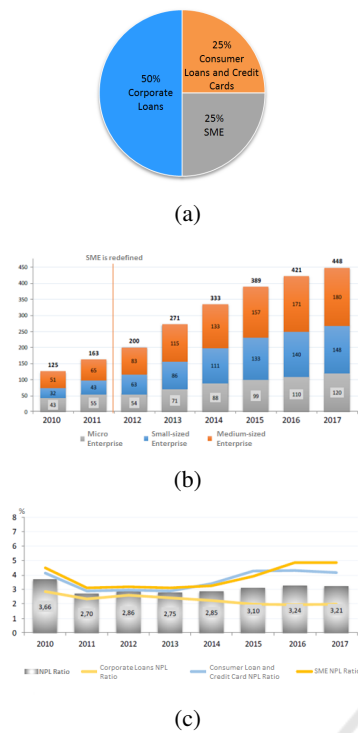 50%
Corporate
Loans
25%
Consumer
Loans and Credit
Cards
25%
SME
(a)
SME is redefined
450
400
350
300
250
200
150
100
50
0
125
163
200
271
333
389
421
448
51
65
83
115
133
157
171
180
32
43
63
86
111
133
140
148
43
55
54
71
88
99
110
120
2010 2011 2012 2013 2014 2015 2016 2017
Micro
Enterprise
Small-sized
Enterprise
Medium-sized
Enterprise
(b)
%
8
7
6
5
4
3
2
1
0
3,66 2,70 2,86 2,75 2,85 3,10 3,24 3,21
2010 2011 2012 2013 2014 2015 2016 2017
NPL Ratio
Corporate Loans NPL
Ratio
Consumer Loan and
Credit Card NPL Ratio
SME NPL Ratio
(c)